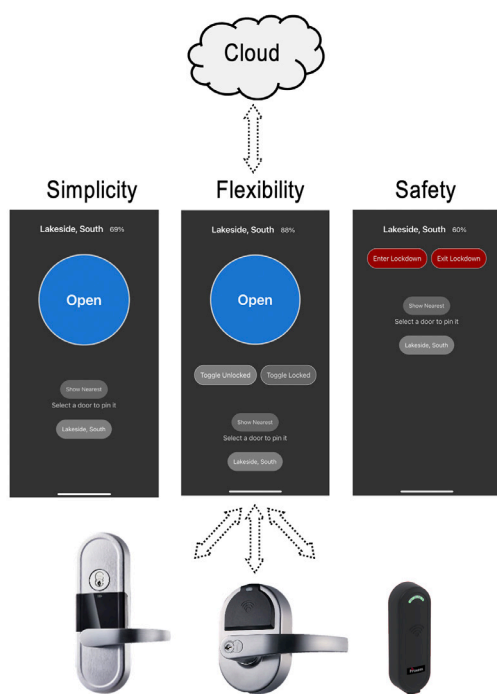 Cloud
Simplicity
Flexibility
Safety
Lakeside, South 69%
Open
Show Nearest
Select a door to pin it
Lakeside, South
Lakeside, South 88%
Open
Toggle Unlocked
Toggle Locked
Show Nearest
Select a door to pin it
Lakeside, South
Lakeside, South 60%
Enter Lockdown
Exit Lockdown
Show Nearest
Select a door to pin it
Lakeside, South